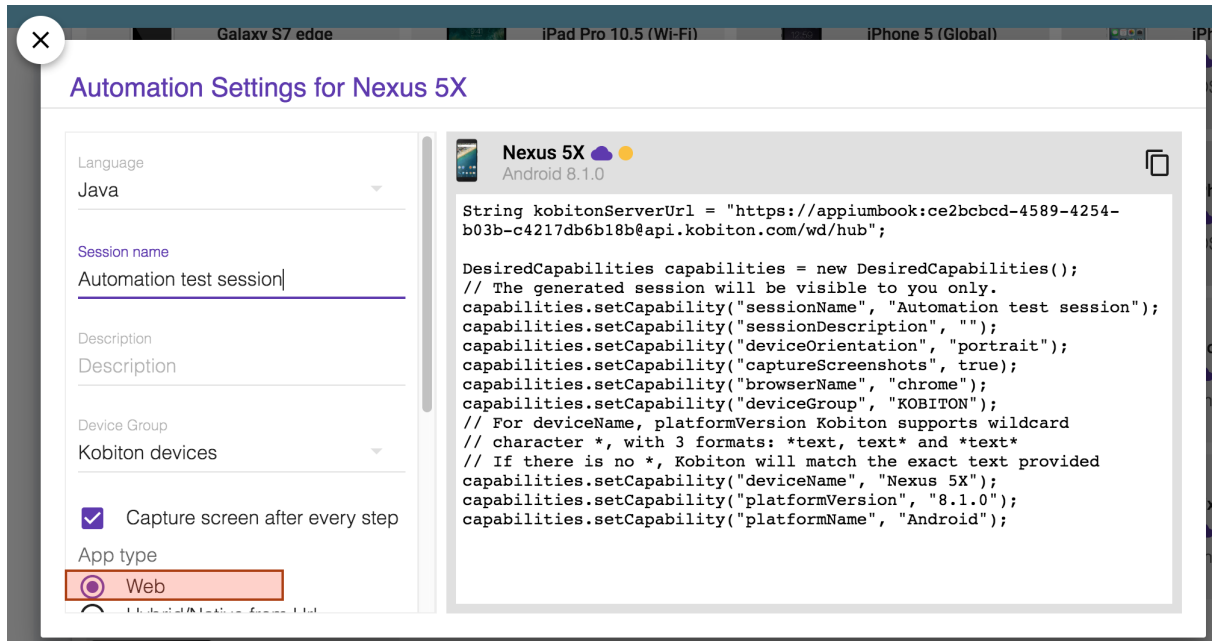 Galaxy S7 edge
iPad Pro 10.5 (Wi-Fi)
iPhone 5 (Global)
Automation Settings for Nexus 5X
Language
Java
Session name
Automation test session
Description
Description
Device Group
Kobiton devices
Capture screen after every step
App type
Web
Hybrid/Native from Url
Nexus 5X
Android 8.1.0
String kobitonServerUrl = "https://appiumbook:ce2bcbcd-4589-4254-
b03b-c4217db6b18b@api.kobiton.com/wd/hub";
DesiredCapabilities capabilities = new DesiredCapabilities();
// The generated session will be visible to you only.
capabilities.setCapability("sessionName", "Automation test session");
capabilities.setCapability("sessionDescription", "");
capabilities.setCapability("deviceOrientation", "portrait");
capabilities.setCapability("captureScreenshots", true);
capabilities.setCapability("browserName", "chrome");
capabilities.setCapability("deviceGroup", "KOBITON");
// For deviceName, platformVersion Kobiton supports wildcard
// character *, with 3 formats: *text, text* and *text*
// If there is no *, Kobiton will match the exact text provided
capabilities.setCapability("deviceName", "Nexus 5X");
capabilities.setCapability("platformVersion", "8.1.0");
capabilities.setCapability("platformName", "Android");